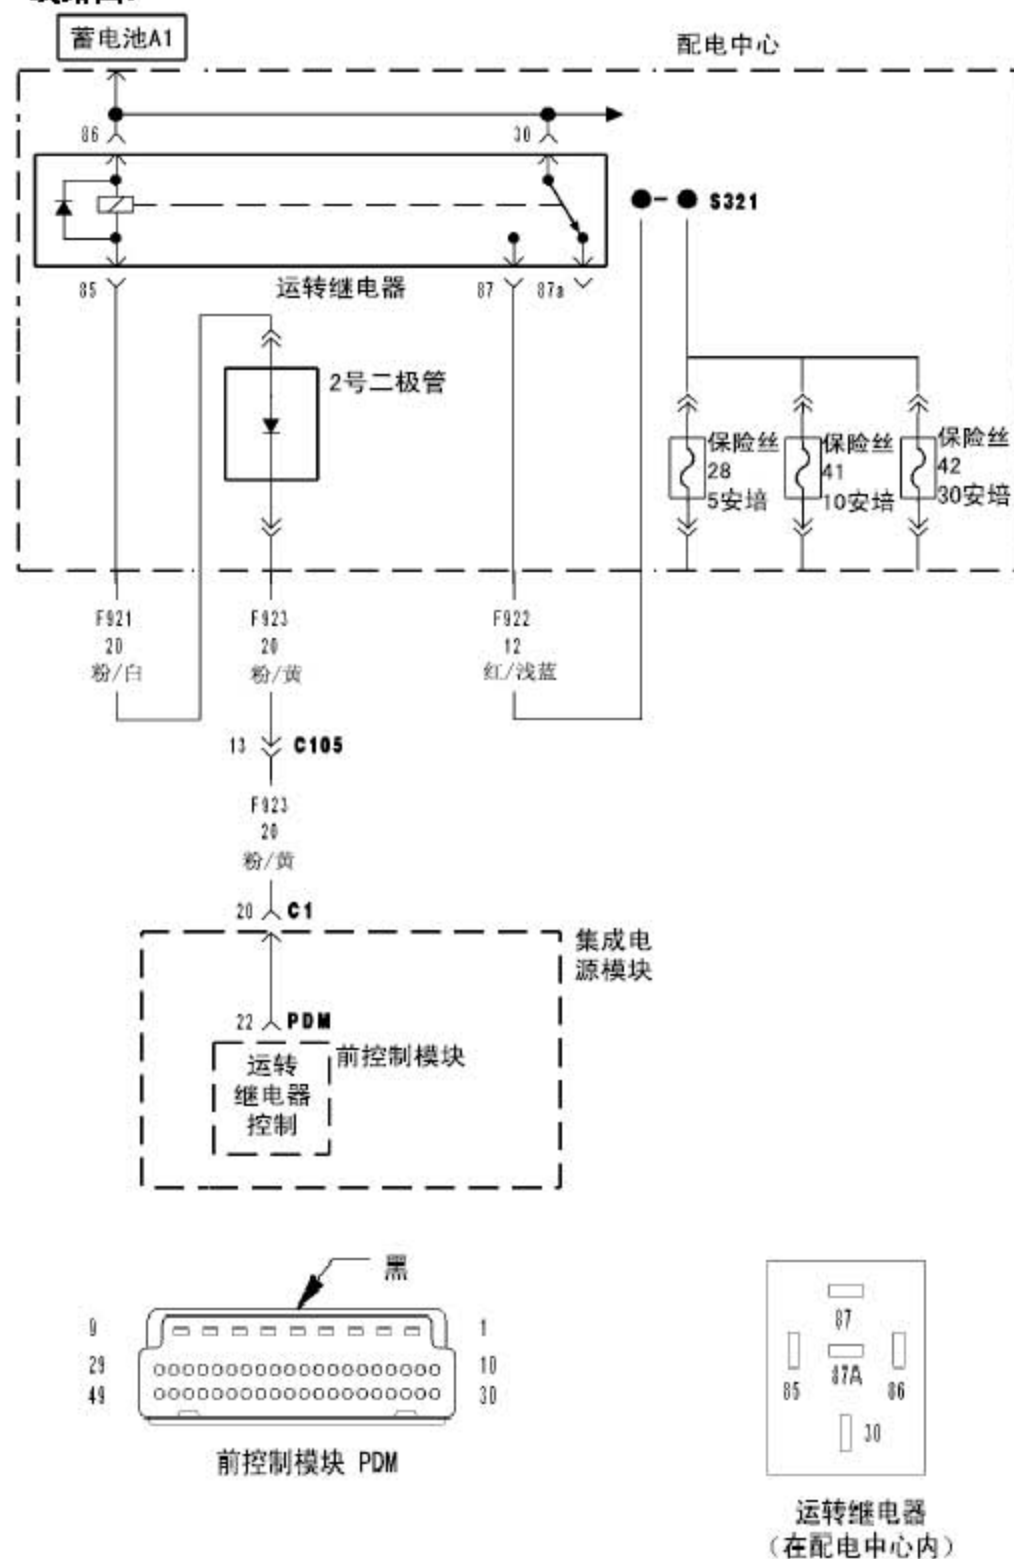 蓄电池A1
配电中心
86
30
S321
85
运转继电器
87
87a
2号二极管
保险丝
28
5安培
保险丝
41
10安培
保险丝
42
30安培
F921
20
粉/白
F923
20
粉/黄
F922
12
红/浅蓝
13
C105
F923
20
粉/黄
20
C1
集成电
源模块
22
PDM
前控制模块
运转
继电器
控制
黑
9
1
29
10
49
30
前控制模块 PDM
87
85
87A
86
30
运转继电器
(在配电中心内)